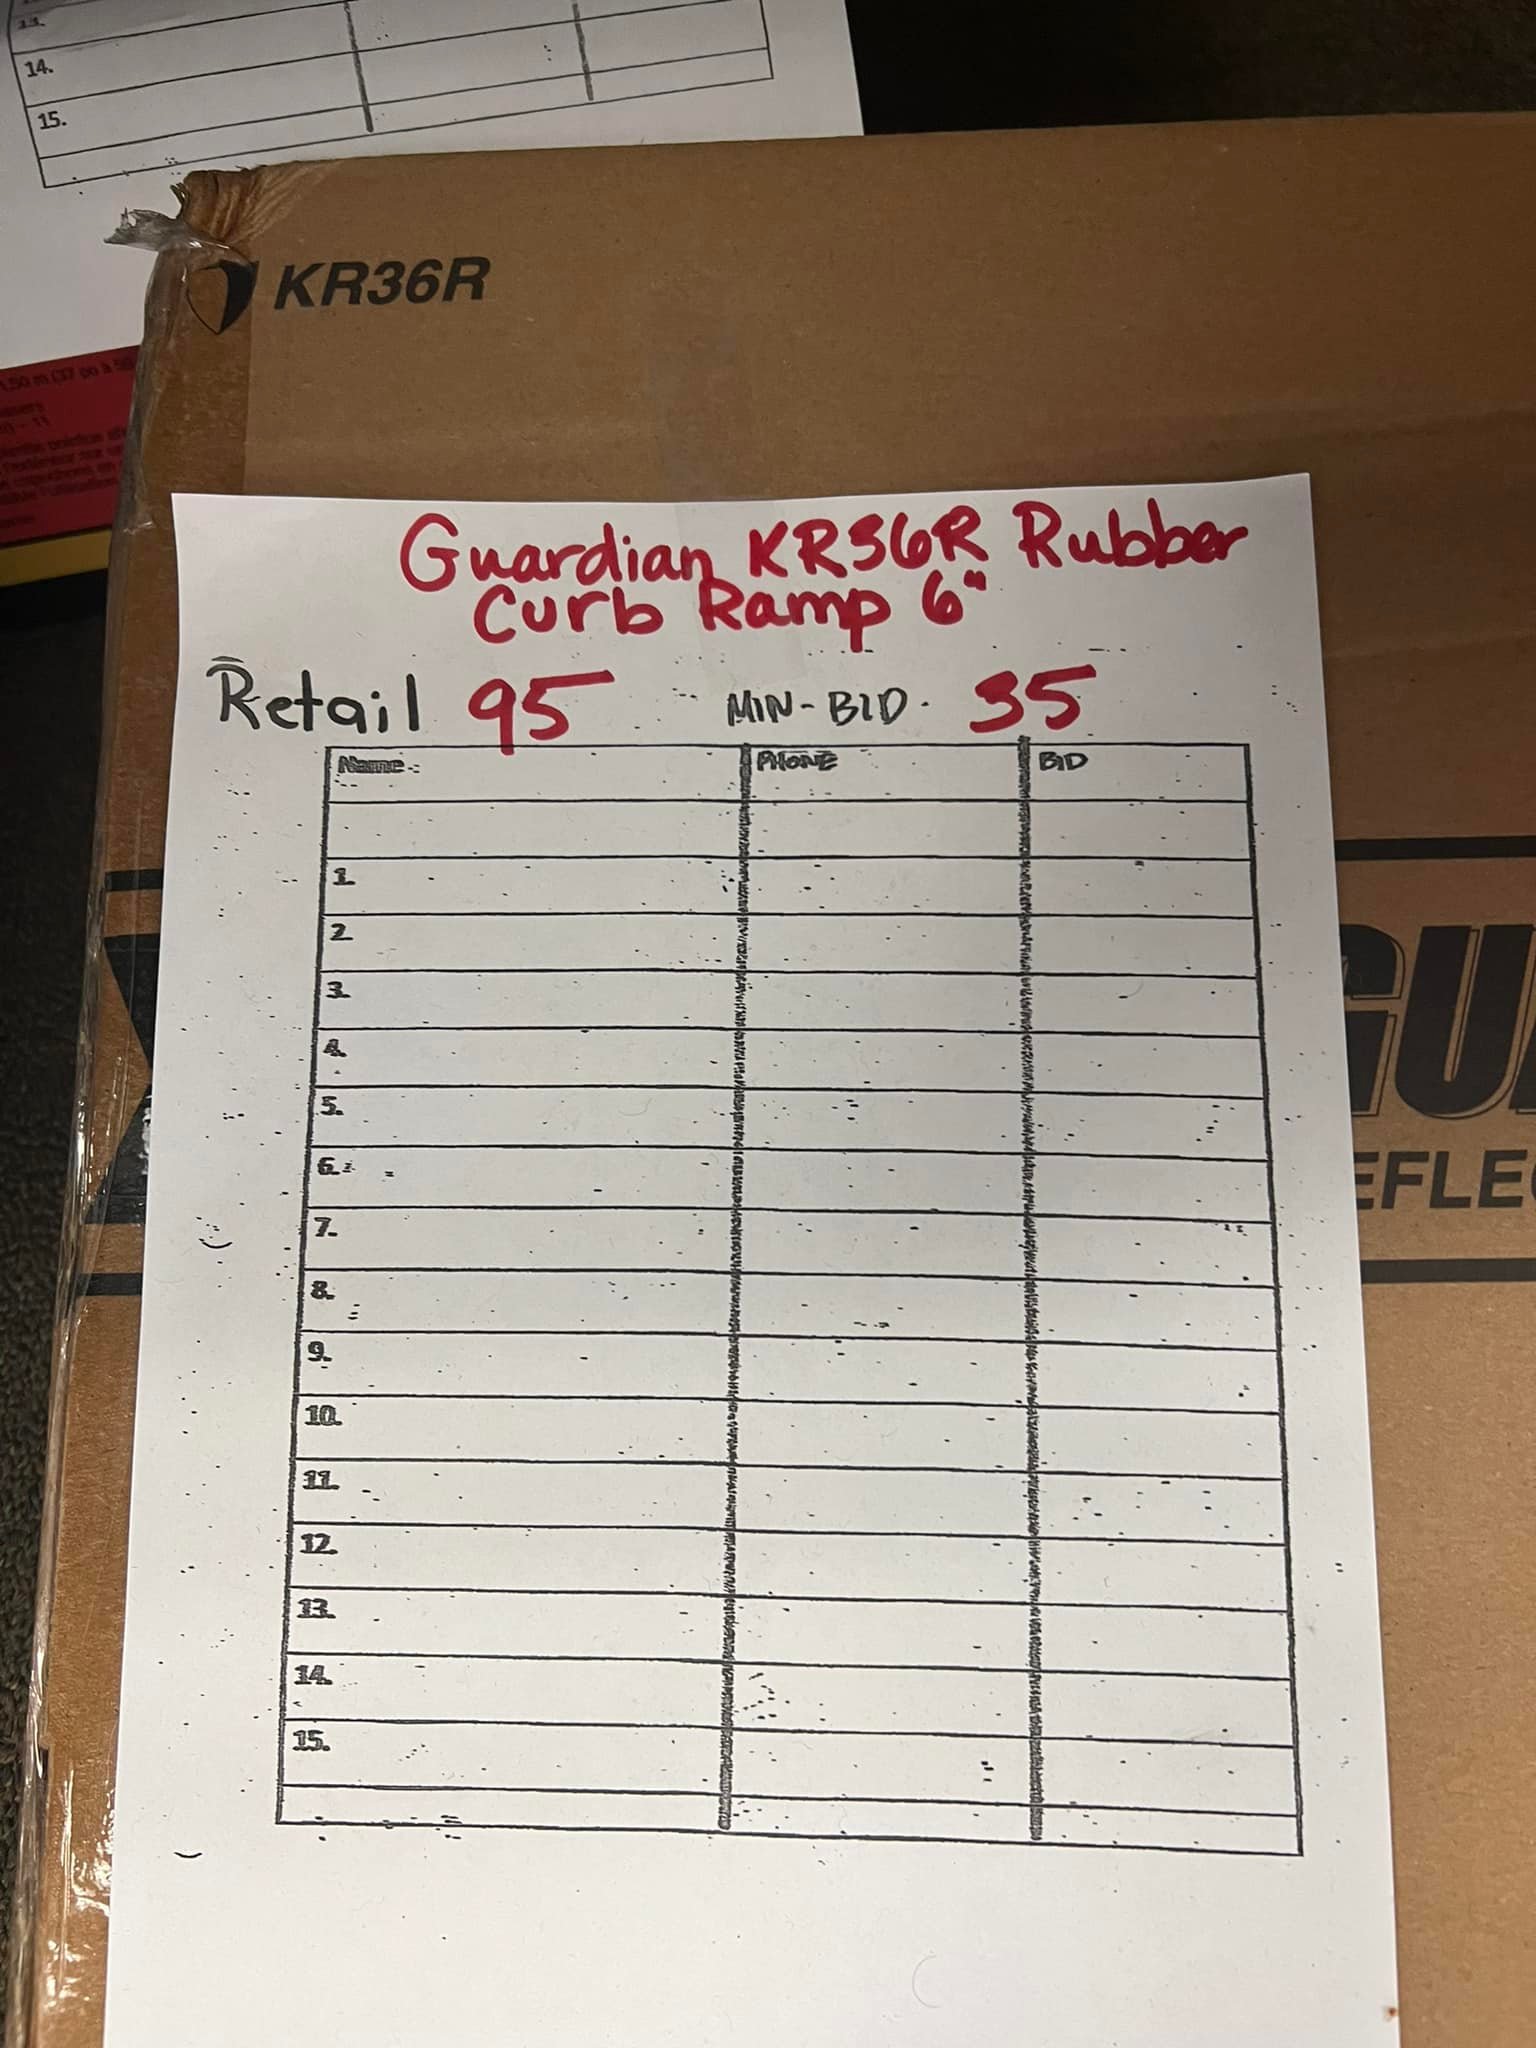 14.
15.
KR36R
Guardian KR36R Rubber
Curb Ramp 6"
Retail 95 MIN-BID. 35
Name: PHONE BID
1.
2
3.
4.
5.
6.
7.
8.
9.
10.
11.
12.
13.
14.
15.
GU
EFLE